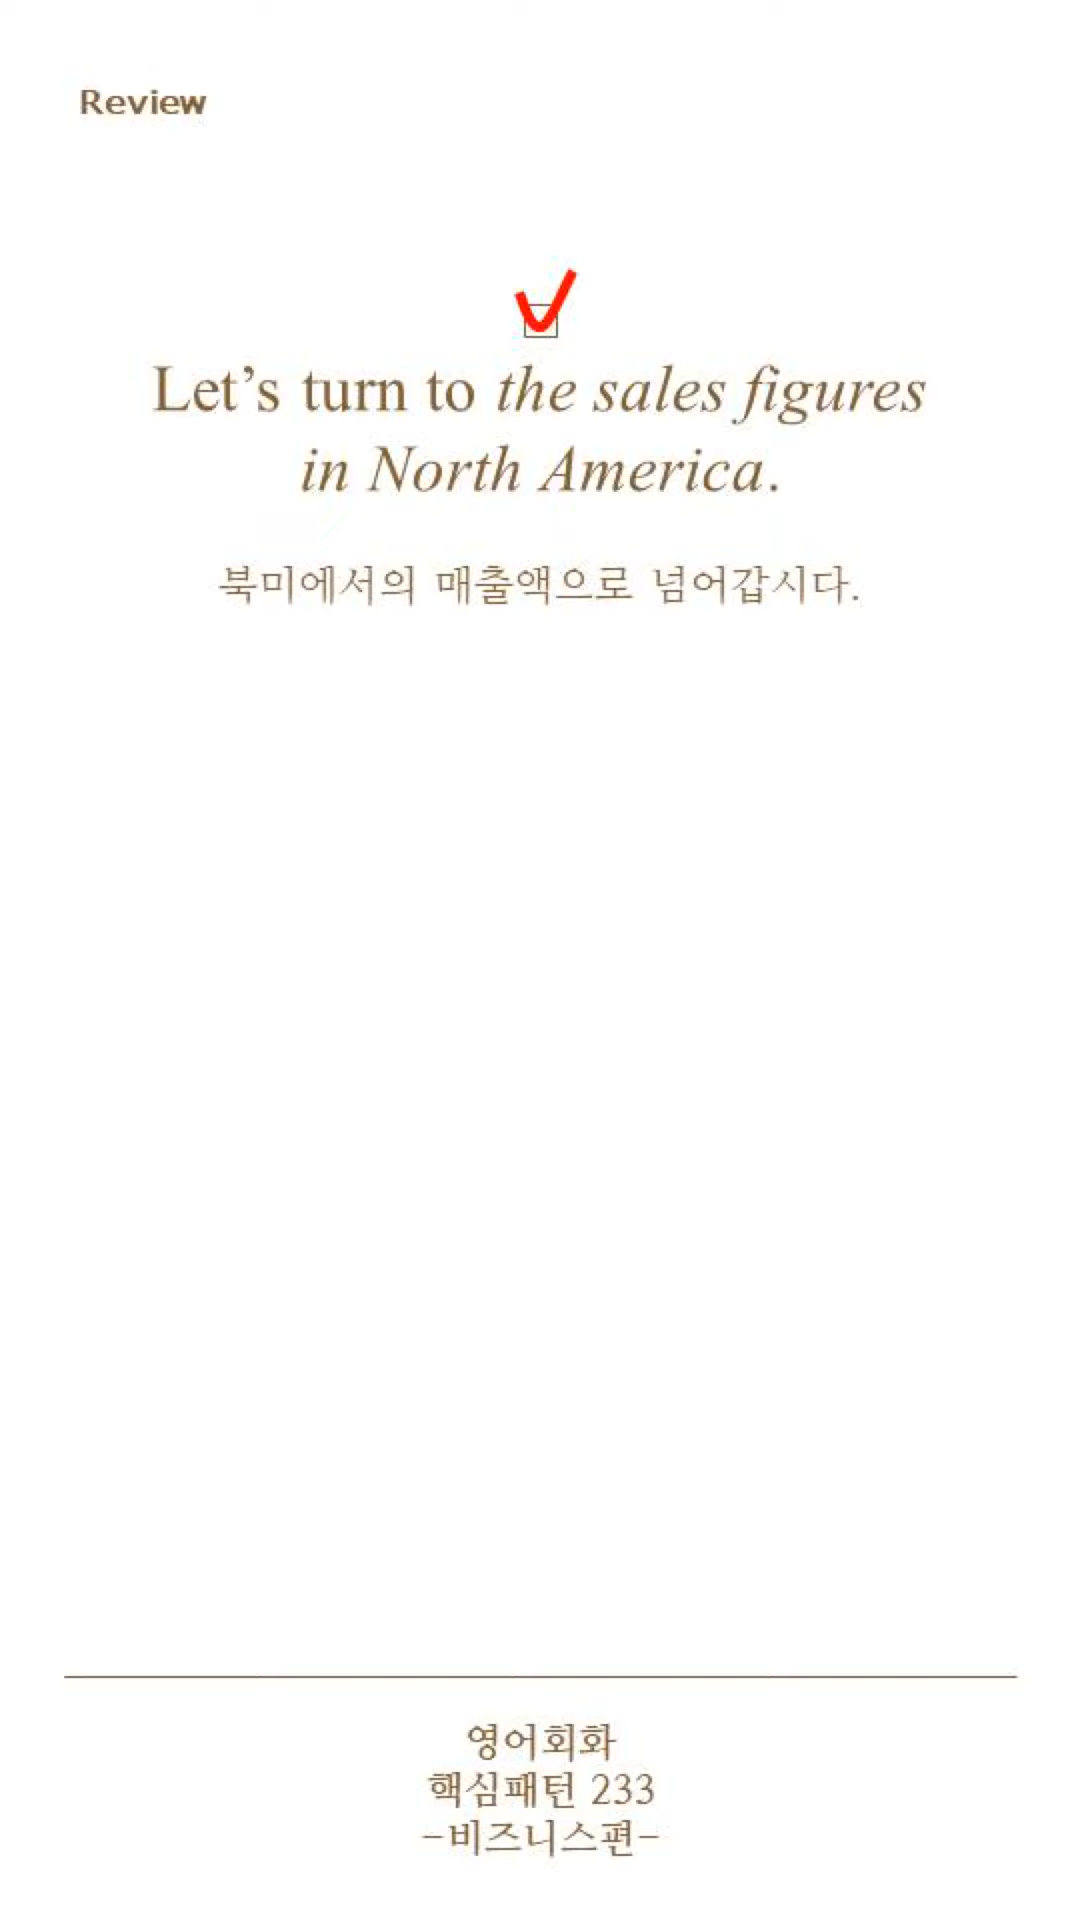 Review
Let’s turn to the sales figures
in North America.
북미에서의 매출액으로 넘어갑시다.
영어회화
핵심패턴 233
-비즈니스편-